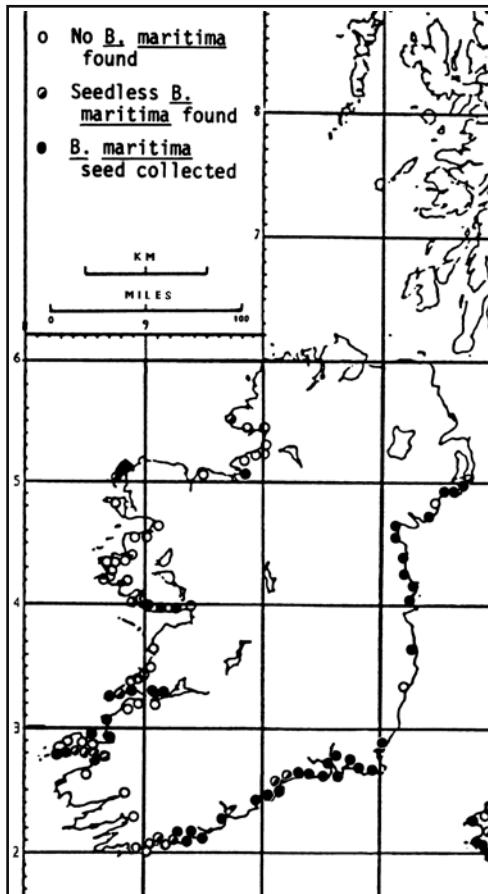 No B. maritima
found
Seedless B.
maritima found
B. maritima
seed collected
KM
MILES
0 9 100
8
7
6
5
4
3
2